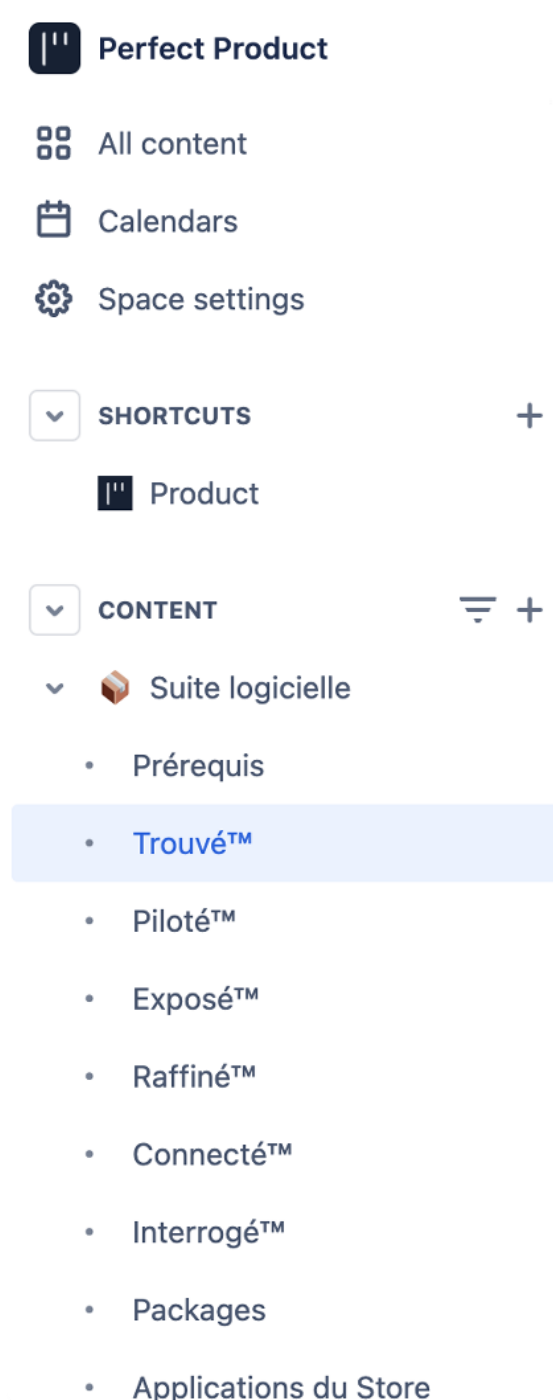 Perfect Product
All content
Calendars
Space settings
SHORTCUTS
Product
CONTENT
Suite logicielle
Prérequis
Trouvé™
Piloté™
Exposé™
Raffiné™
Connecté™
Interrogé™
Packages
Applications du Store